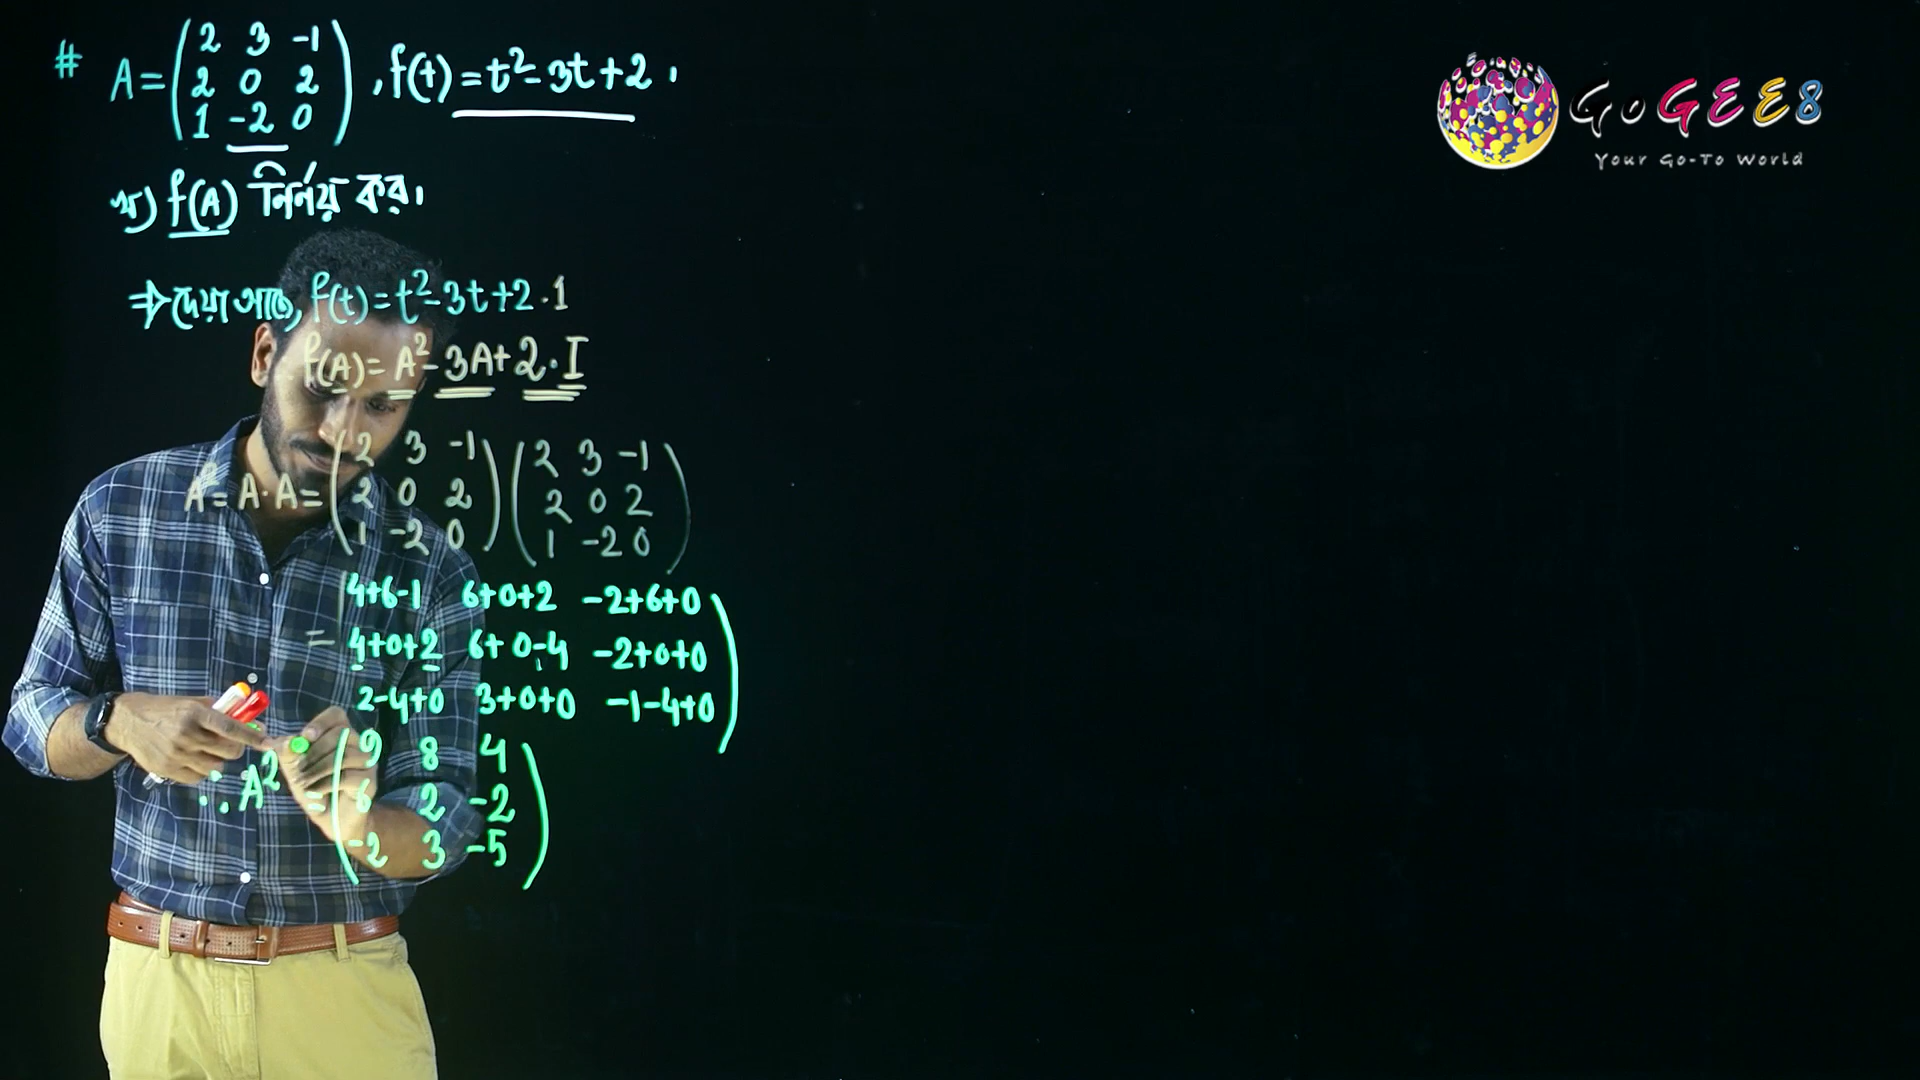 # A = (2 3 -1
2 0 2
1 -2 0), f(t) = t² - 3t + 2 ,
খ) f(A) নির্নয় কর।
⇒ দেয়া আছে, f(t) = t² - 3t + 2 · 1
f(A) = A² - 3A + 2 · I
A² = A · A = (2 3 -1
2 0 2
1 -2 0) (2 3 -1
2 0 2
1 -2 0)
= 4+6-1 6+0+2 -2+6+0
4+0+2 6+0-4 -2+0+0
2-4+0 3+0+0 -1-4+0)
∴ A² = (9 8 4
6 2 -2
-2 3 -5)
GoGEE8
Your Go-To World